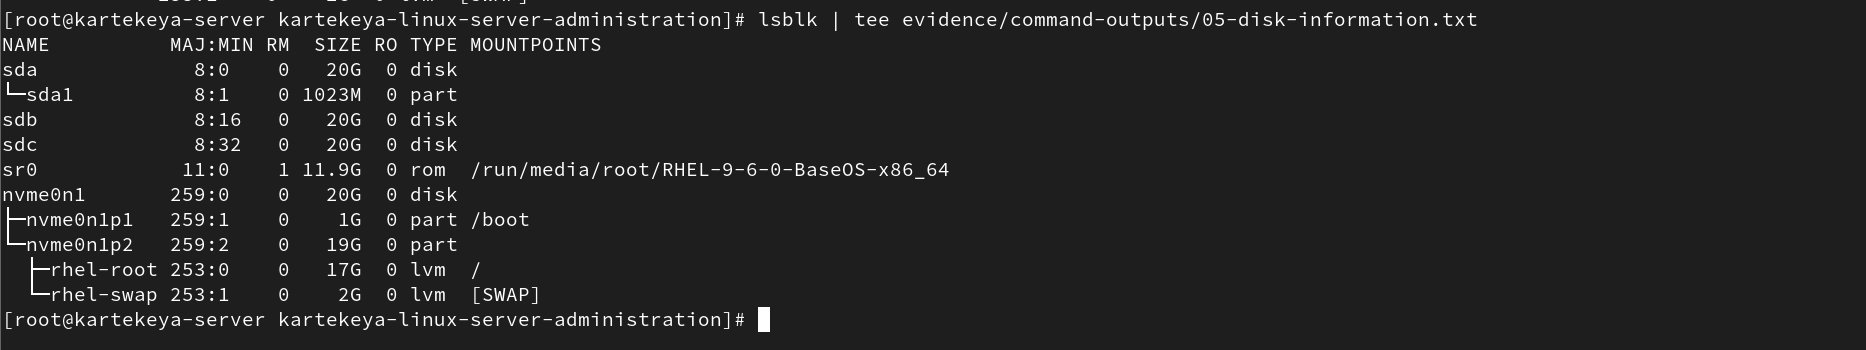 [root@kartekeya-server kartekeya-linux-server-administration]# lsblk | tee evidence/command-outputs/05-disk-information.txt
NAME          MAJ:MIN RM  SIZE RO TYPE MOUNTPOINTS
sda             8:0    0   20G  0 disk
└─sda1          8:1    0 1023M  0 part
sdb             8:16   0   20G  0 disk
sdc             8:32   0   20G  0 disk
sr0            11:0    1 11.9G  0 rom  /run/media/root/RHEL-9-6-0-BaseOS-x86_64
nvme0n1       259:0    0   20G  0 disk
├─nvme0n1p1   259:1    0    1G  0 part /boot
└─nvme0n1p2   259:2    0   19G  0 part
  ├─rhel-root 253:0    0   17G  0 lvm  /
  └─rhel-swap 253:1    0    2G  0 lvm  [SWAP]
[root@kartekeya-server kartekeya-linux-server-administration]#